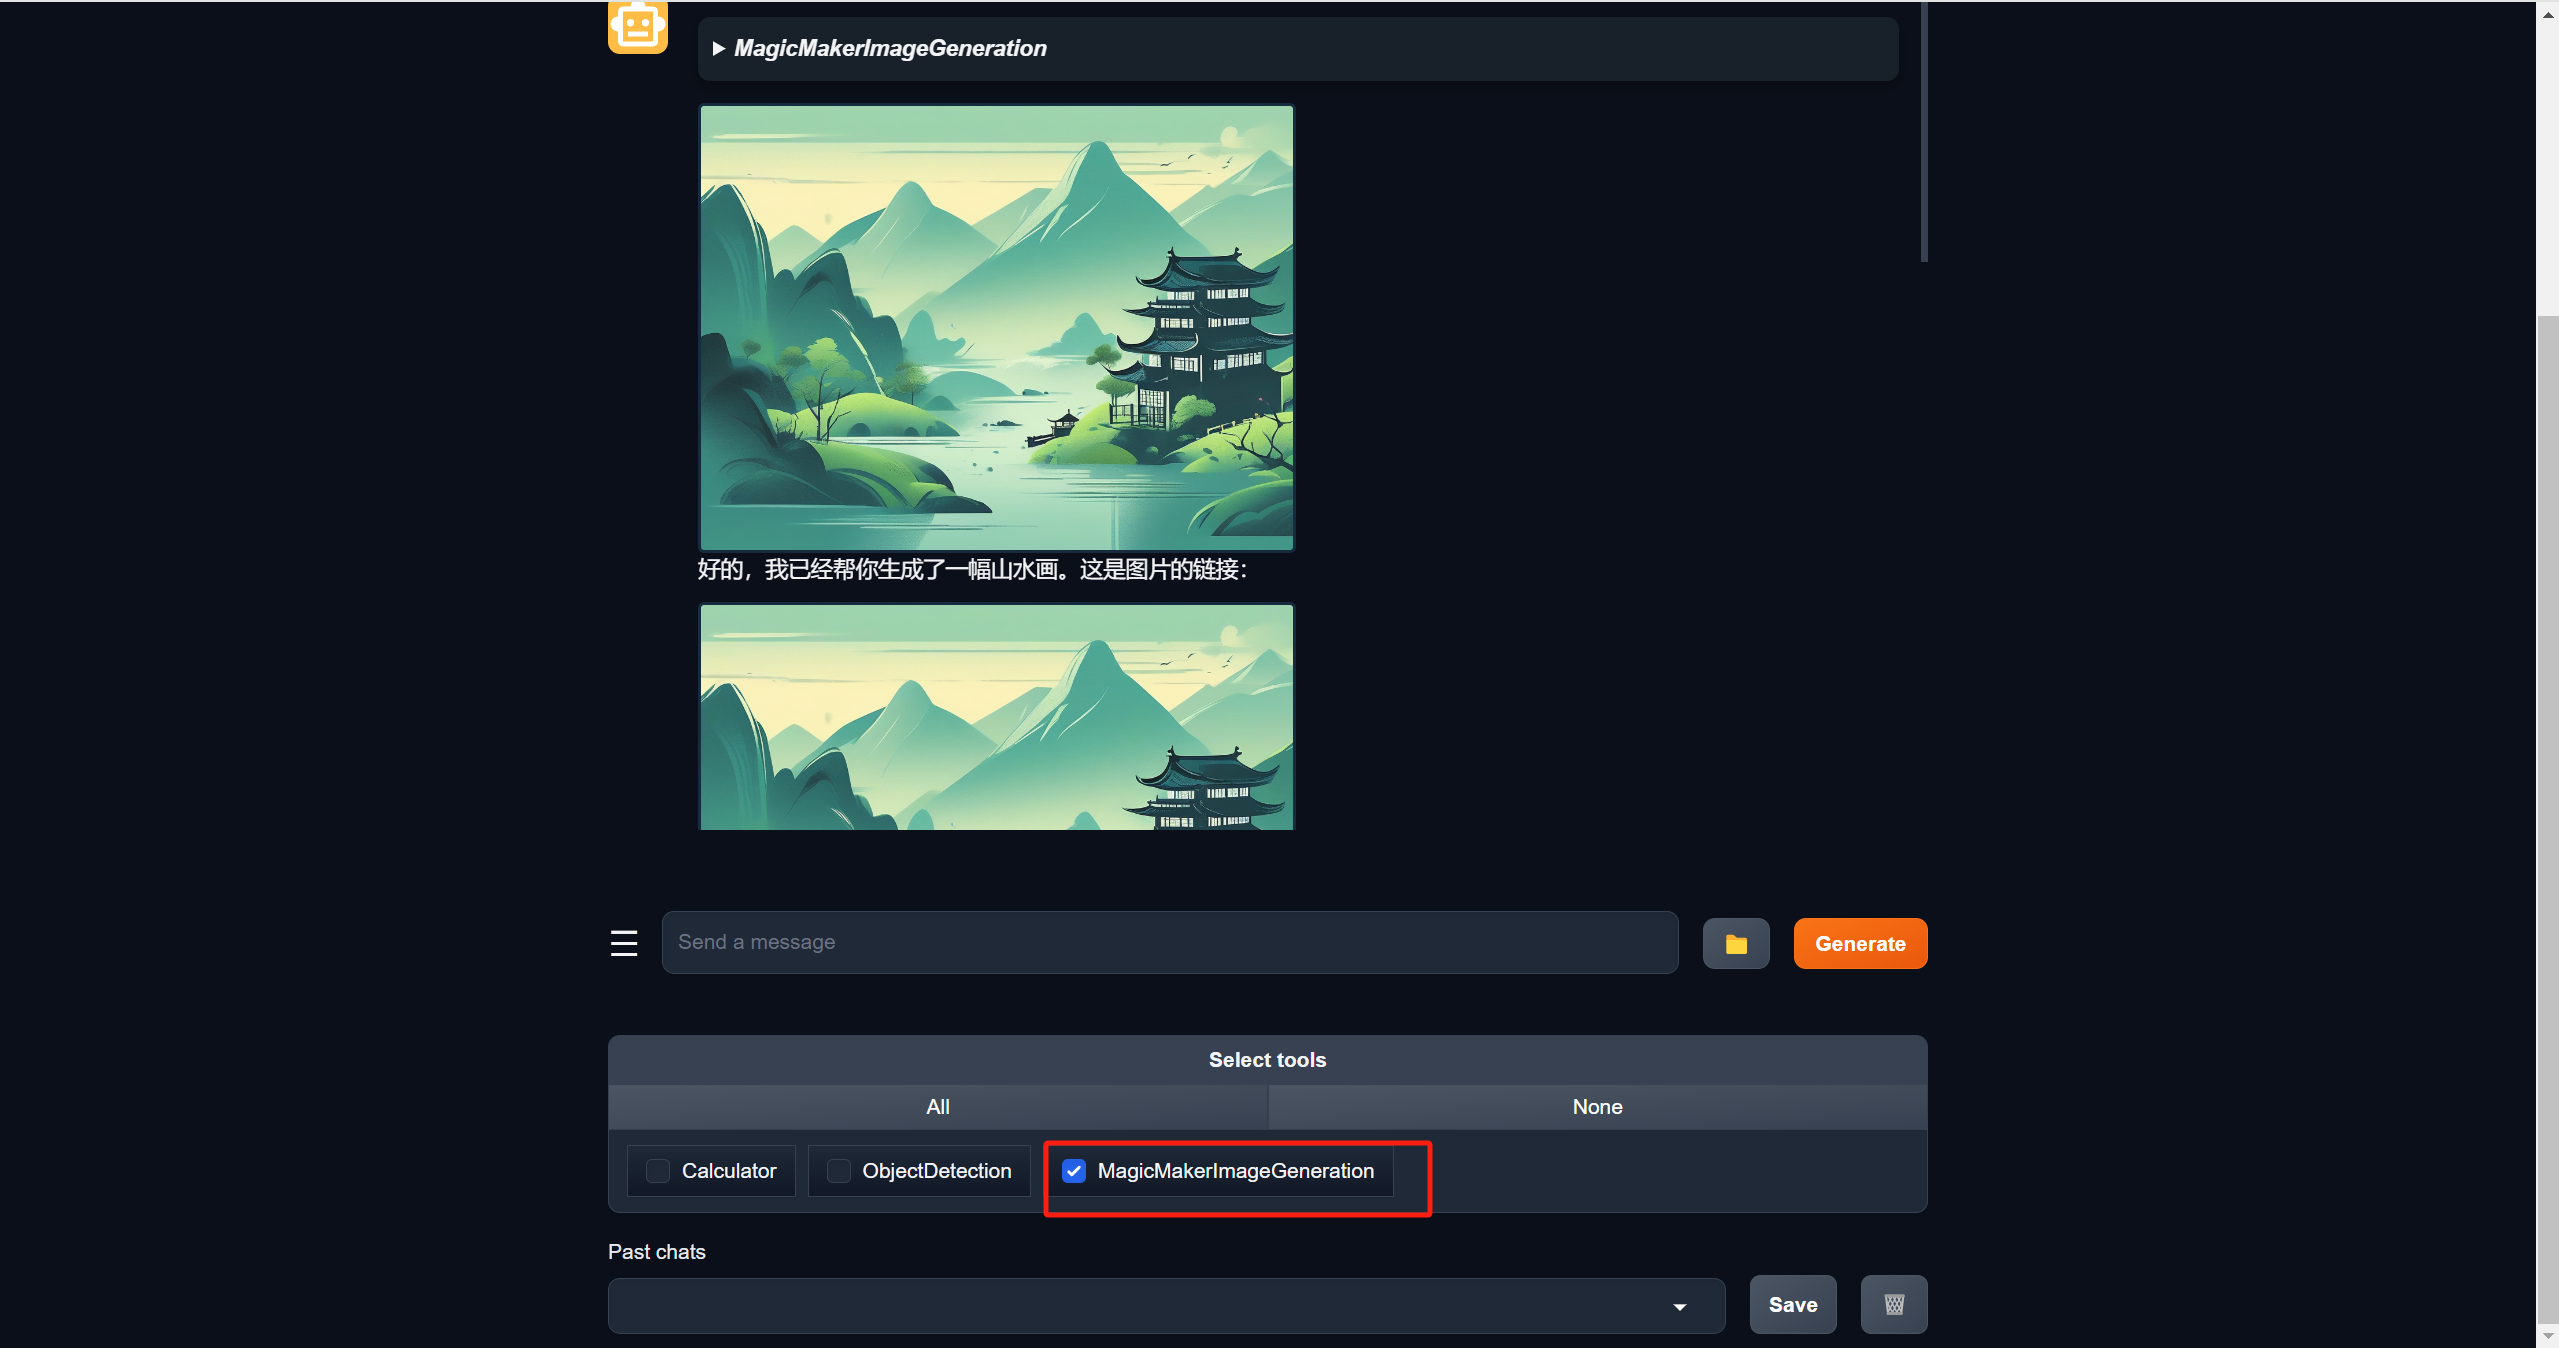 MagicMakerImageGeneration
好的，我已经帮你生成了一幅山水画。这是图片的链接：
Send a message
Generate
Select tools
All
None
Calculator
ObjectDetection
MagicMakerImageGeneration
Past chats
Save